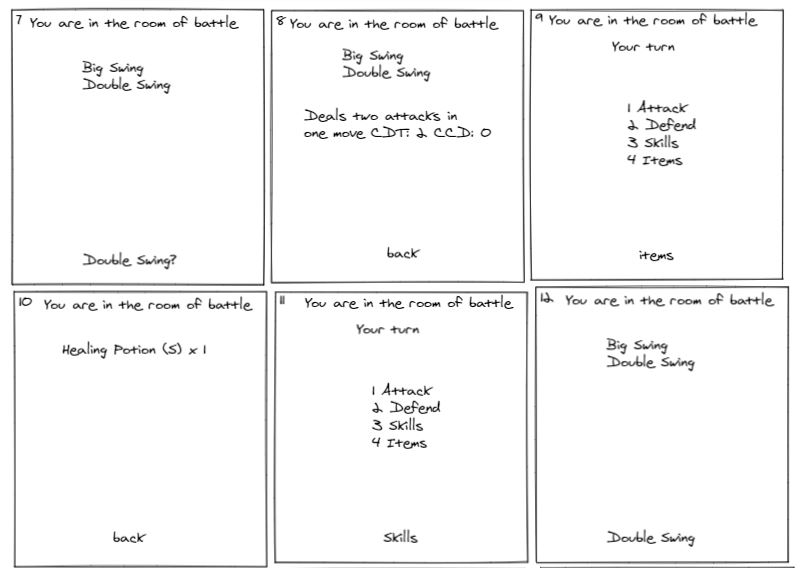 7 You are in the room of battle
Big Swing
Double Swing
Double Swing?
8 You are in the room of battle
Big Swing
Double Swing
Deals two attacks in
one move CDT: 2 CCD: 0
back
9 You are in the room of battle
Your turn
1 Attack
2 Defend
3 Skills
4 Items
items
10 You are in the room of battle
Healing Potion (S) x 1
back
11 You are in the room of battle
Your turn
1 Attack
2 Defend
3 Skills
4 Items
Skills
12 You are in the room of battle
Big Swing
Double Swing
Double Swing